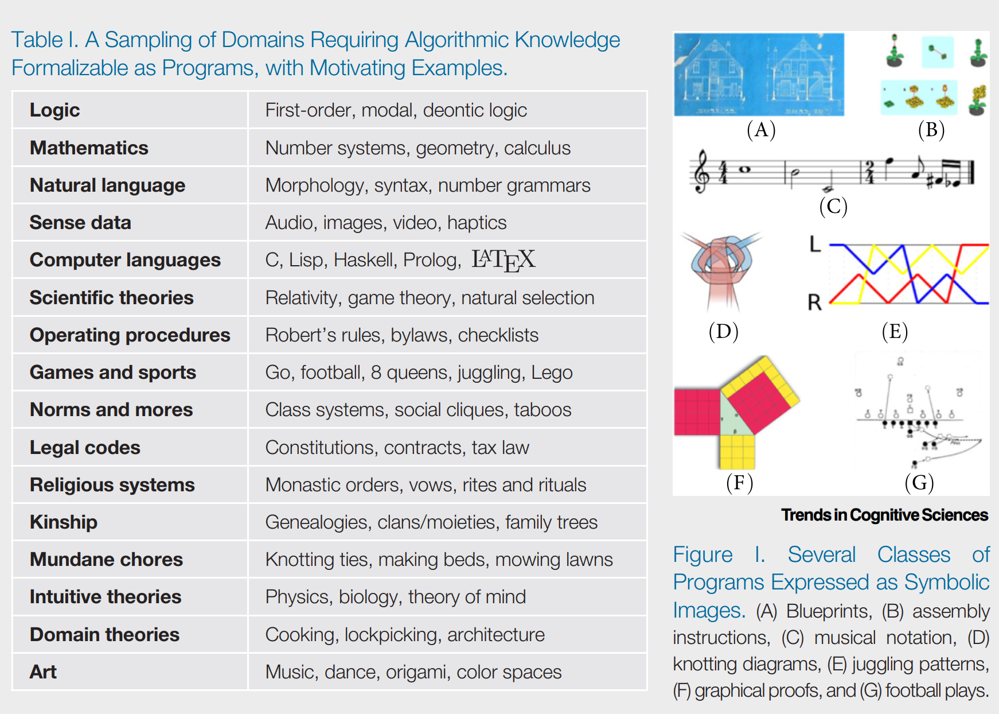 Table I. A Sampling of Domains Requiring Algorithmic Knowledge
Formalizable as Programs, with Motivating Examples.
Logic First-order, modal, deontic logic
Mathematics Number systems, geometry, calculus
Natural language Morphology, syntax, number grammars
Sense data Audio, images, video, haptics
Computer languages C, Lisp, Haskell, Prolog, LATEX
Scientific theories Relativity, game theory, natural selection
Operating procedures Robert’s rules, bylaws, checklists
Games and sports Go, football, 8 queens, juggling, Lego
Norms and mores Class systems, social cliques, taboos
Legal codes Constitutions, contracts, tax law
Religious systems Monastic orders, vows, rites and rituals
Kinship Genealogies, clans/moieties, family trees
Mundane chores Knotting ties, making beds, mowing lawns
Intuitive theories Physics, biology, theory of mind
Domain theories Cooking, lockpicking, architecture
Art Music, dance, origami, color spaces
(A) (B)
4 4 2 4
(C)
L
R
(D) (E)
α
γ
β
(F) (G)
Trends in Cognitive Sciences
Figure I. Several Classes of
Programs Expressed as Symbolic
Images. (A) Blueprints, (B) assembly
instructions, (C) musical notation, (D)
knotting diagrams, (E) juggling patterns,
(F) graphical proofs, and (G) football plays.